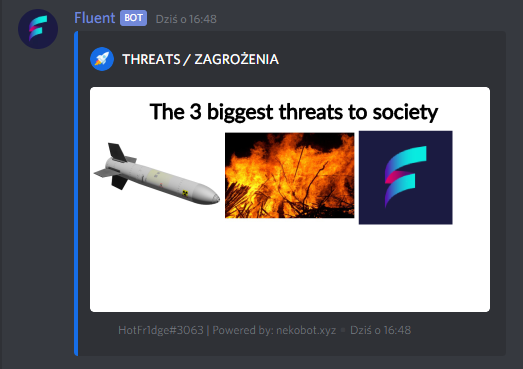 Fluent BOT Dziś o 16:48
THREATS / ZAGROŻENIA
The 3 biggest threats to society
HotFr1dge#3063 | Powered by: nekobot.xyz • Dziś o 16:48